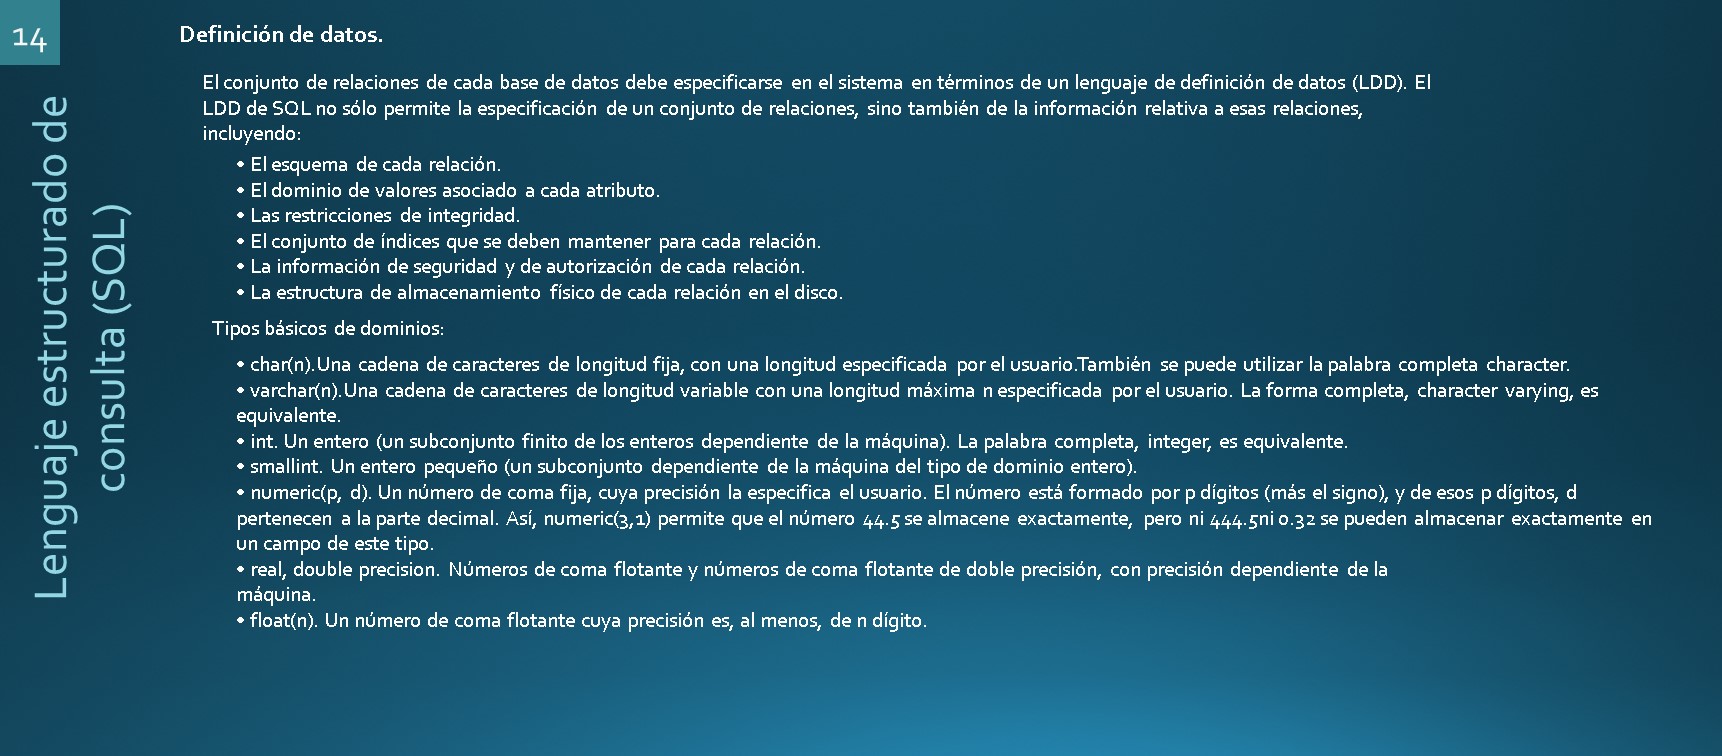 14
Lenguaje estructurado de
consulta (SQL)
Definición de datos.
El conjunto de relaciones de cada base de datos debe especificarse en el sistema en términos de un lenguaje de definición de datos (LDD). El
LDD de SQL no sólo permite la especificación de un conjunto de relaciones, sino también de la información relativa a esas relaciones,
incluyendo:
• El esquema de cada relación.
• El dominio de valores asociado a cada atributo.
• Las restricciones de integridad.
• El conjunto de índices que se deben mantener para cada relación.
• La información de seguridad y de autorización de cada relación.
• La estructura de almacenamiento físico de cada relación en el disco.
Tipos básicos de dominios:
• char(n).Una cadena de caracteres de longitud fija, con una longitud especificada por el usuario.También se puede utilizar la palabra completa character.
• varchar(n).Una cadena de caracteres de longitud variable con una longitud máxima n especificada por el usuario. La forma completa, character varying, es
equivalente.
• int. Un entero (un subconjunto finito de los enteros dependiente de la máquina). La palabra completa, integer, es equivalente.
• smallint. Un entero pequeño (un subconjunto dependiente de la máquina del tipo de dominio entero).
• numeric(p, d). Un número de coma fija, cuya precisión la especifica el usuario. El número está formado por p dígitos (más el signo), y de esos p dígitos, d
pertenecen a la parte decimal. Así, numeric(3,1) permite que el número 44.5 se almacene exactamente, pero ni 444.5ni 0.32 se pueden almacenar exactamente en
un campo de este tipo.
• real, double precision. Números de coma flotante y números de coma flotante de doble precisión, con precisión dependiente de la
máquina.
• float(n). Un número de coma flotante cuya precisión es, al menos, de n dígito.